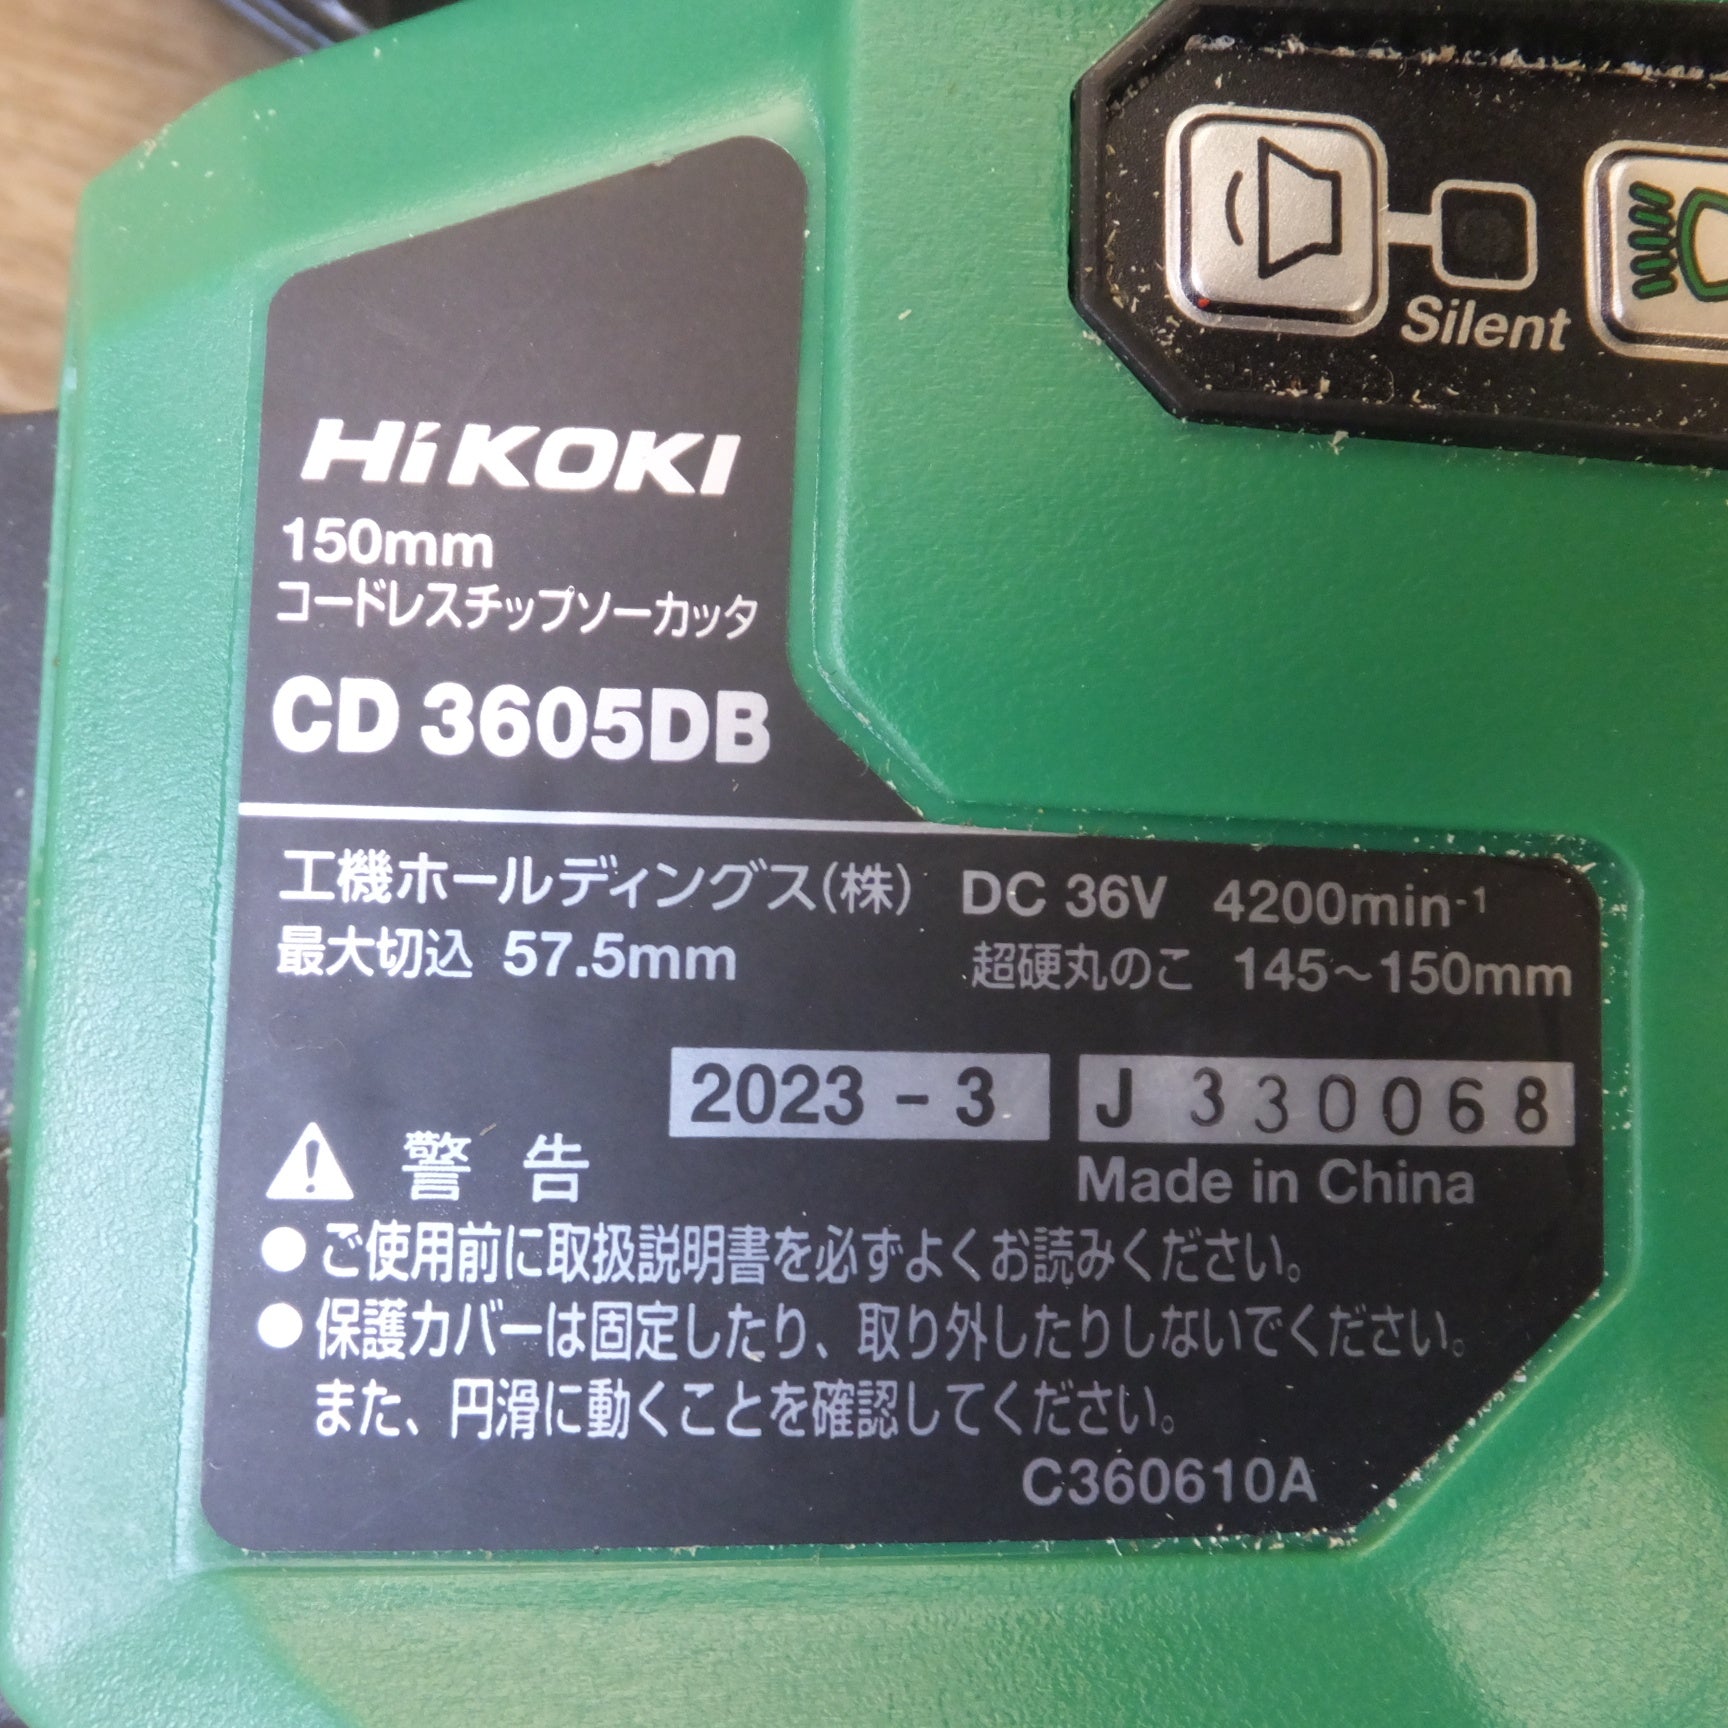 Silent
HiKOKI
150mm
コードレスチップソーカッタ
CD 3605DB
工機ホールディングス(株) DC 36V 4200min⁻¹
最大切込 57.5mm 超硬丸のこ 145～150mm
2023 - 3 J 330068
Made in China
⚠ 警 告
●ご使用前に取扱説明書を必ずよくお読みください。
●保護カバーは固定したり、取り外したりしないでください。
また、円滑に動くことを確認してください。
C360610A